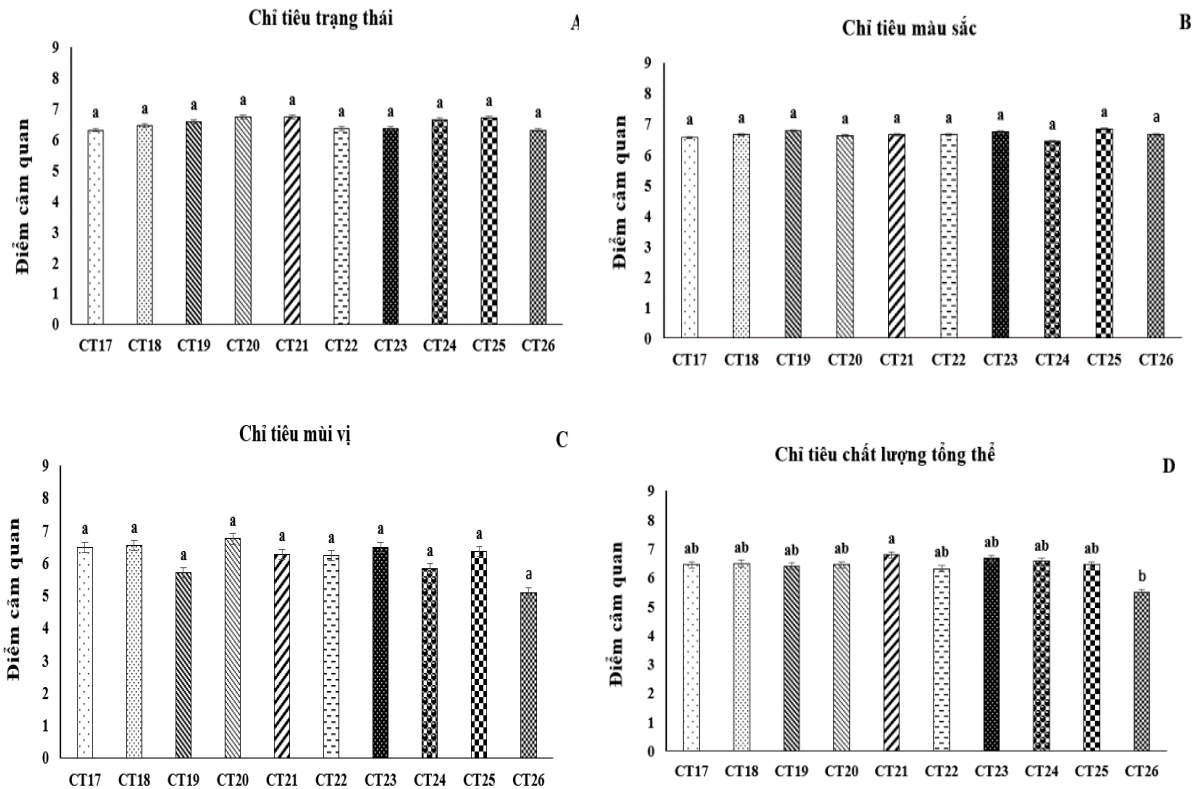 Chỉ tiêu trạng thái
A
Điểm cảm quan
9
8
7
6
5
4
3
2
1
0
a a a a a a a a a a
CT17 CT18 CT19 CT20 CT21 CT22 CT23 CT24 CT25 CT26
Chỉ tiêu màu sắc
B
Điểm cảm quan
9
8
7
6
5
4
3
2
1
0
a a a a a a a a a a
CT17 CT18 CT19 CT20 CT21 CT22 CT23 CT24 CT25 CT26
Chỉ tiêu mùi vị
C
Điểm cảm quan
9
8
7
6
5
4
3
2
1
0
a a a a a a a a a a
CT17 CT18 CT19 CT20 CT21 CT22 CT23 CT24 CT25 CT26
Chỉ tiêu chất lượng tổng thể
D
Điểm cảm quan
9
8
7
6
5
4
3
2
1
0
ab ab ab ab a ab ab ab ab b
CT17 CT18 CT19 CT20 CT21 CT22 CT23 CT24 CT25 CT26